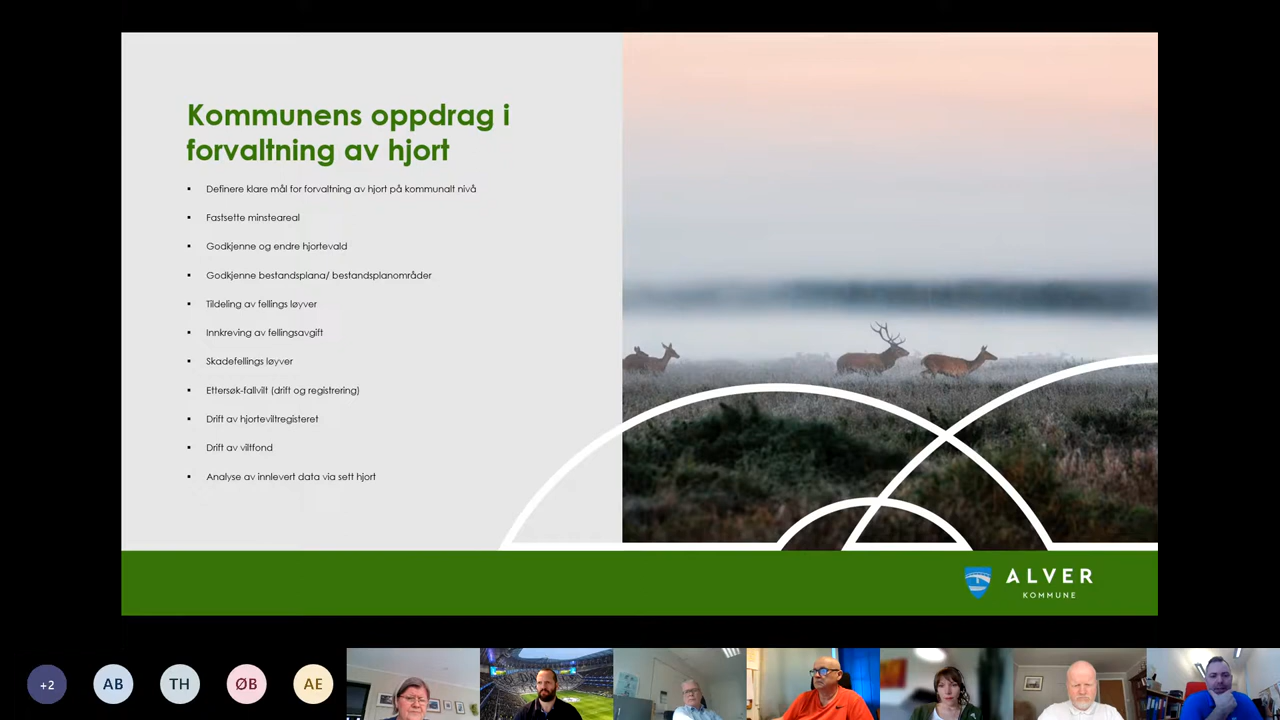 Kommunens oppdrag i
forvaltning av hjort
▪ Definere klare mål for forvaltning av hjort på kommunalt nivå
▪ Fastsette minsteareal
▪ Godkjenne og endre hjortevald
▪ Godkjenne bestandsplana/ bestandsplanområder
▪ Tildeling av fellings løyver
▪ Innkreving av fellingsavgift
▪ Skadefellings løyver
▪ Ettersøk-fallvilt (drift og registrering)
▪ Drift av hjorteviltregisteret
▪ Drift av viltfond
▪ Analyse av innlevert data via sett hjort
ALVER
KOMMUNE
+2 AB TH ØB AE